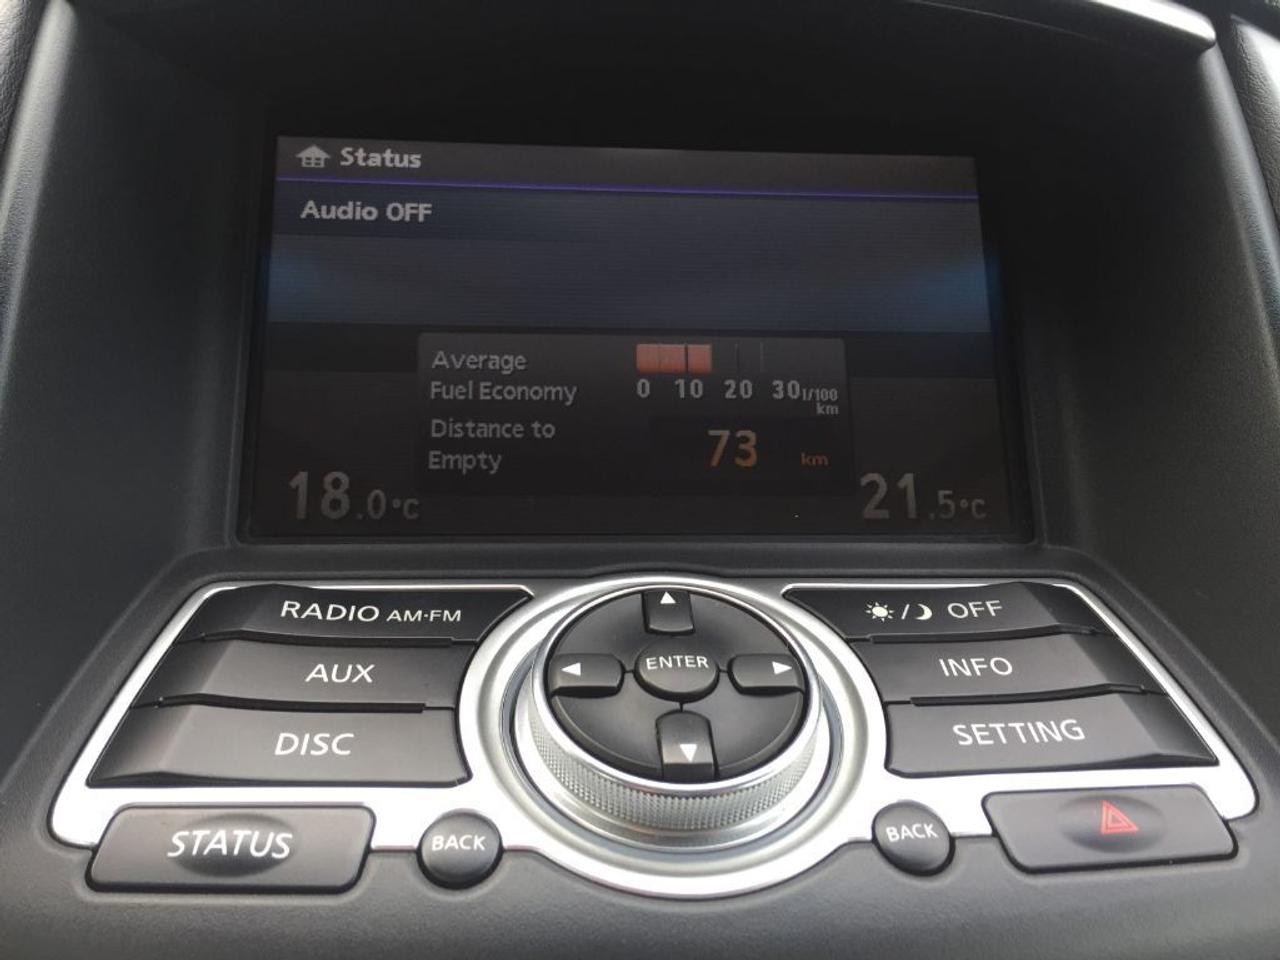 Status
Audio OFF
Average
Fuel Economy
0 10 20 30 l/100
km
Distance to
Empty
73 km
18.0°C
21.5°C
RADIO AM·FM
AUX
DISC
STATUS
BACK
ENTER
/ OFF
INFO
SETTING
BACK